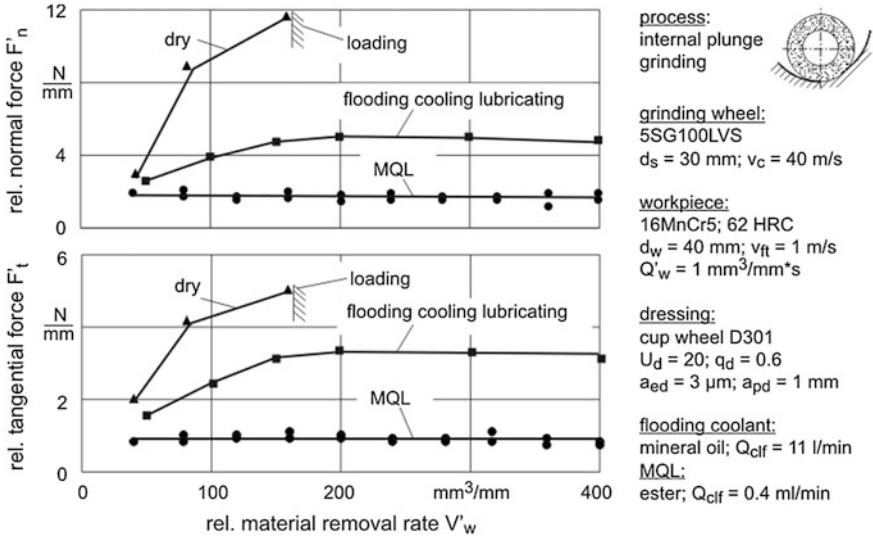 12
N
mm
4
0
rel. normal force F'n
dry
loading
flooding cooling lubricating
MQL
6
N
mm
2
0
rel. tangential force F't
dry
loading
flooding cooling lubricating
MQL
0 100 200 mm³/mm 400
rel. material removal rate V'w
process:
internal plunge
grinding
grinding wheel:
5SG100LVS
ds = 30 mm; vc = 40 m/s
workpiece:
16MnCr5; 62 HRC
dw = 40 mm; vft = 1 m/s
Q'w = 1 mm³/mm*s
dressing:
cup wheel D301
Ud = 20; qd = 0.6
aed = 3 µm; apd = 1 mm
flooding coolant:
mineral oil; Qclf = 11 l/min
MQL:
ester; Qclf = 0.4 ml/min